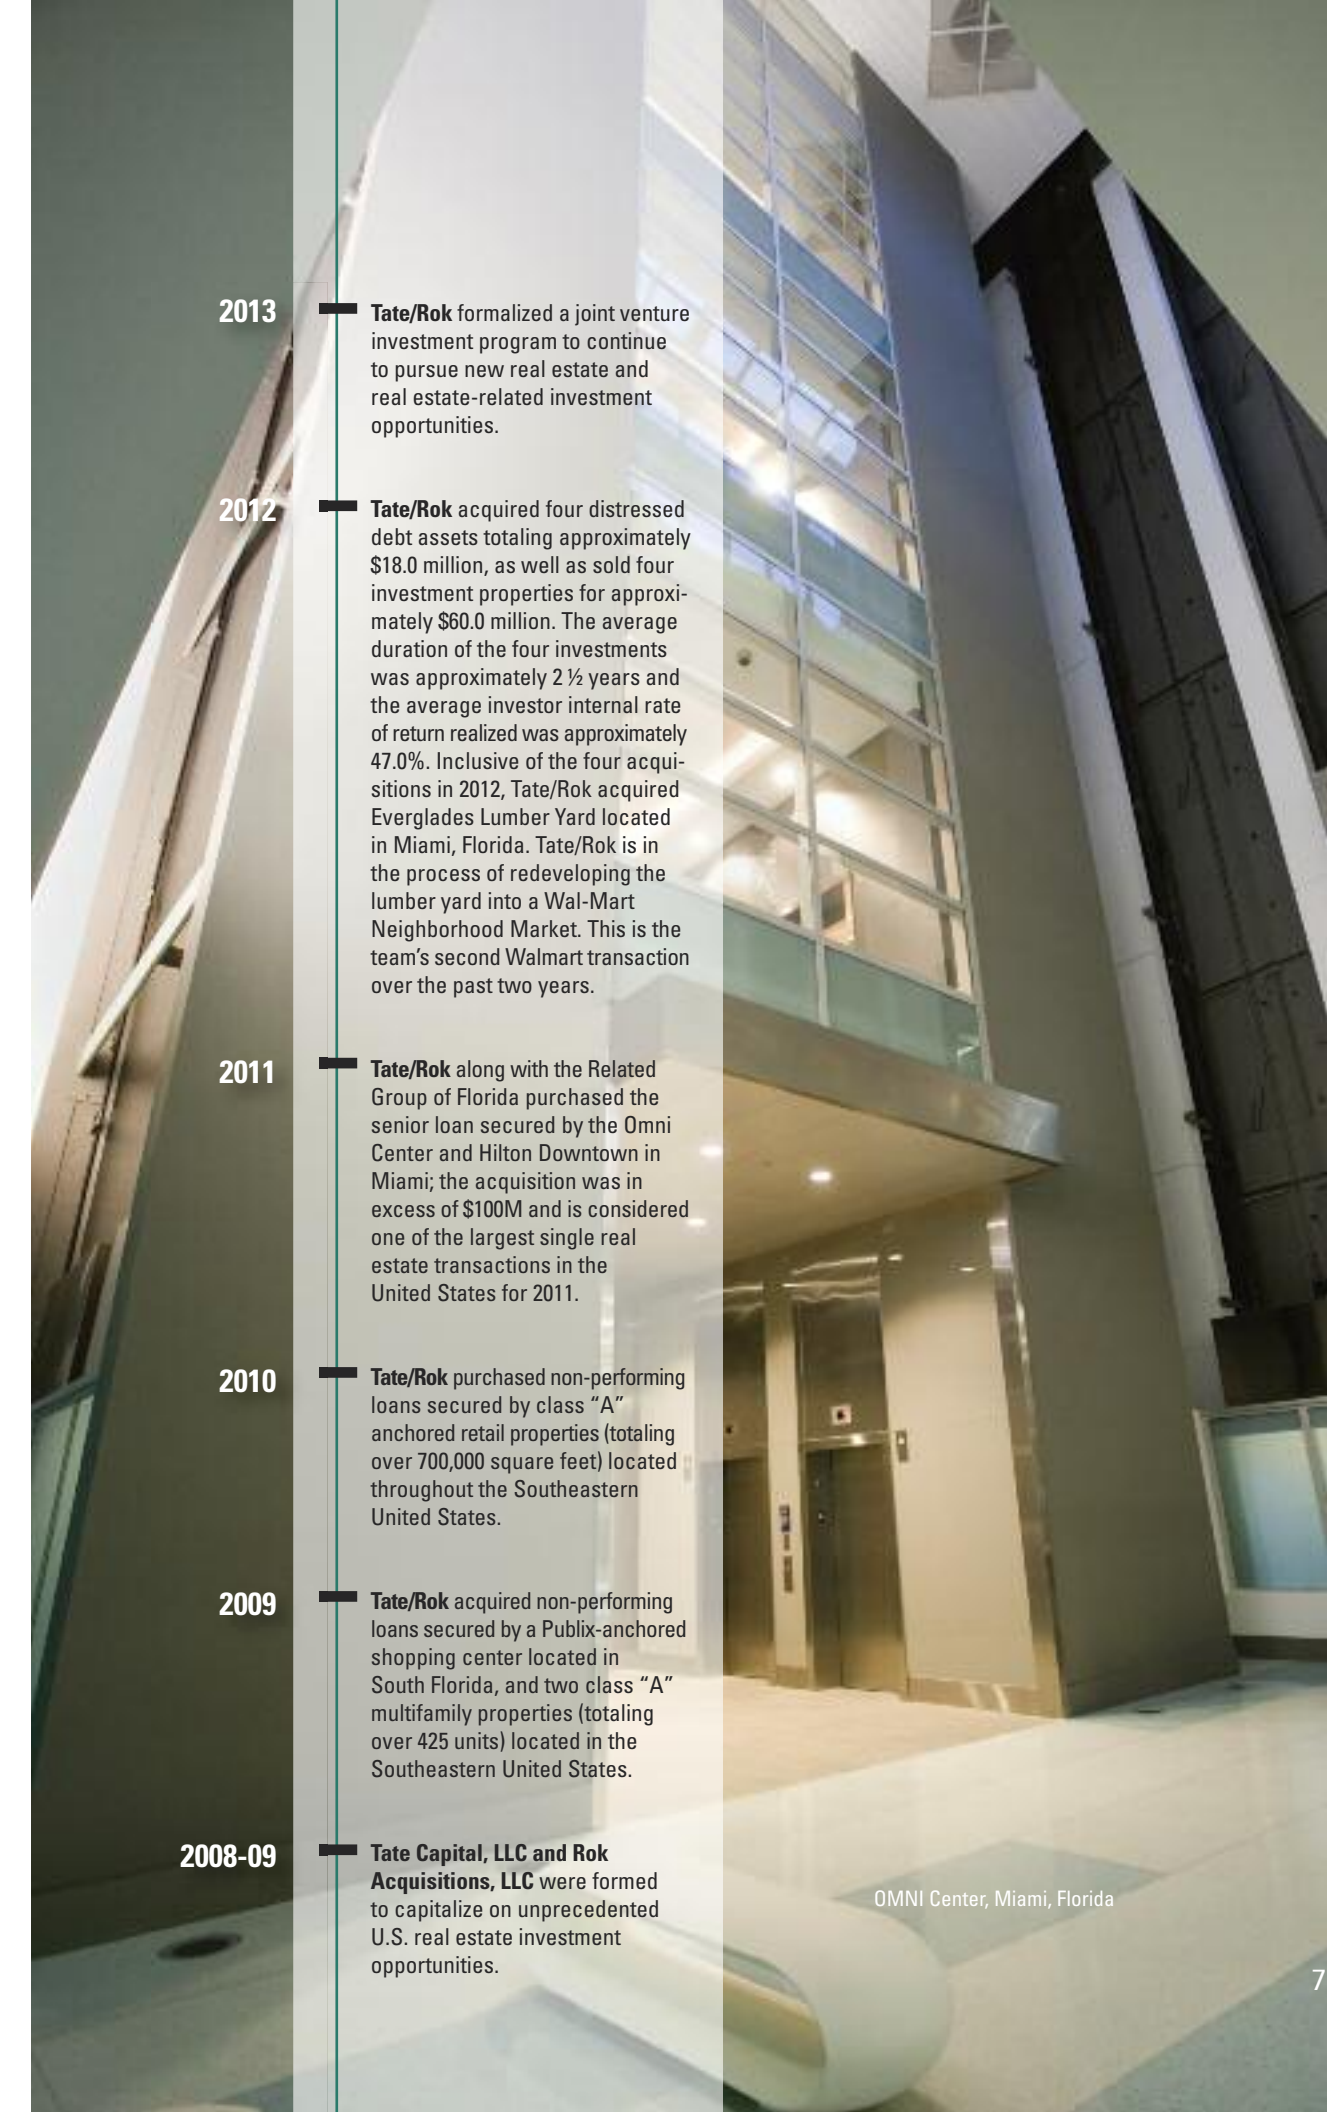 2013
Tate/Rok formalized a joint venture
investment program to continue
to pursue new real estate and
real estate-related investment
opportunities.
2012
Tate/Rok acquired four distressed
debt assets totaling approximately
$18.0 million, as well as sold four
investment properties for approxi-
mately $60.0 million. The average
duration of the four investments
was approximately 2 ½ years and
the average investor internal rate
of return realized was approximately
47.0%. Inclusive of the four acqui-
sitions in 2012, Tate/Rok acquired
Everglades Lumber Yard located
in Miami, Florida. Tate/Rok is in
the process of redeveloping the
lumber yard into a Wal-Mart
Neighborhood Market. This is the
team’s second Walmart transaction
over the past two years.
2011
Tate/Rok along with the Related
Group of Florida purchased the
senior loan secured by the Omni
Center and Hilton Downtown in
Miami; the acquisition was in
excess of $100M and is considered
one of the largest single real
estate transactions in the
United States for 2011.
2010
Tate/Rok purchased non-performing
loans secured by class “A”
anchored retail properties (totaling
over 700,000 square feet) located
throughout the Southeastern
United States.
2009
Tate/Rok acquired non-performing
loans secured by a Publix-anchored
shopping center located in
South Florida, and two class “A”
multifamily properties (totaling
over 425 units) located in the
Southeastern United States.
2008-09
Tate Capital, LLC and Rok
Acquisitions, LLC were formed
to capitalize on unprecedented
U.S. real estate investment
opportunities.
OMNI Center, Miami, Florida
7